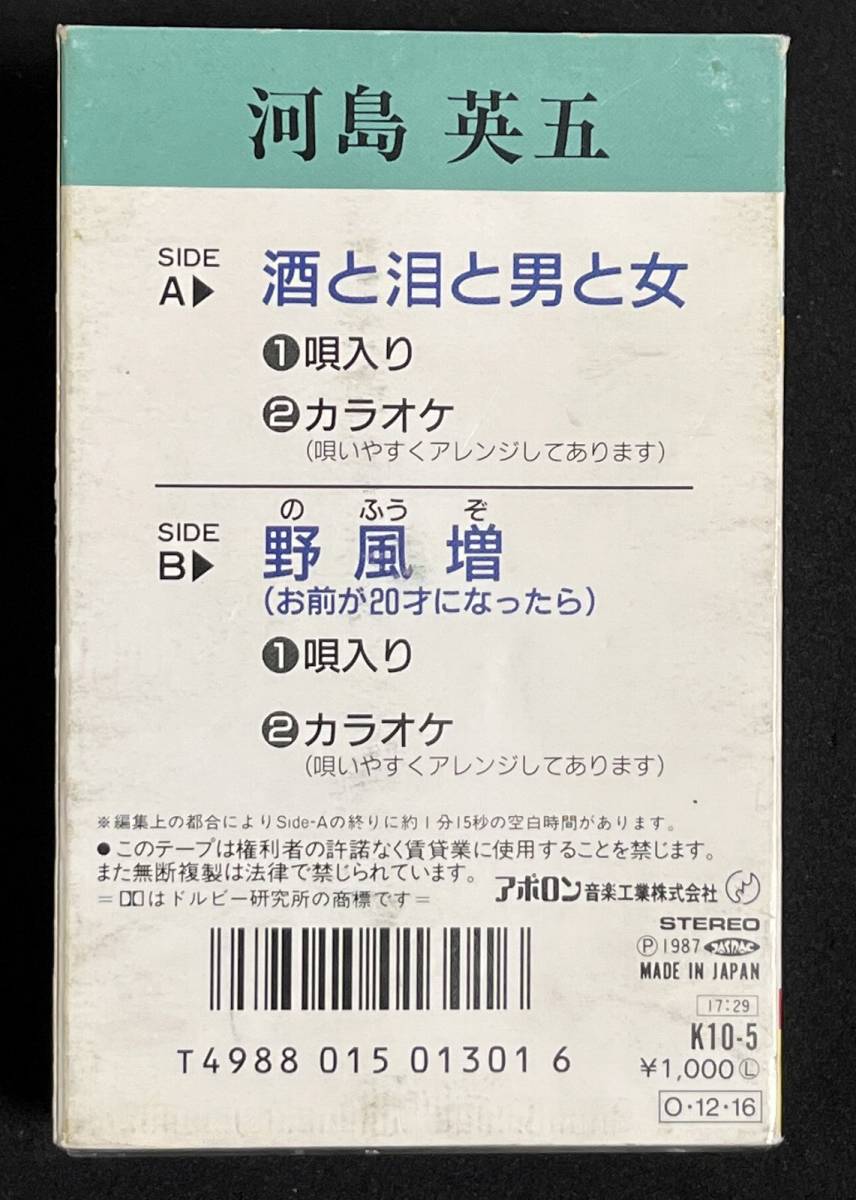 河島 英五
SIDE A▶ 酒と泪と男と女
❶唄入り
❷カラオケ
(唄いやすくアレンジしてあります)
の ふう ぞ
SIDE B▶ 野風増
(お前が20才になったら)
❶唄入り
❷カラオケ
(唄いやすくアレンジしてあります)
※編集上の都合によりSide-Aの終りに約1分15秒の空白時間があります。
●このテープは権利者の許諾なく賃貸業に使用することを禁じます。
また無断複製は法律で禁じられています。
=はドルビー研究所の商標です=
アポロン音楽工業株式会社
STEREO
Ⓟ1987 JASRAC
MADE IN JAPAN
17:29
K10-5
¥1,000Ⓛ
O・12・16
T4988 015 01301 6